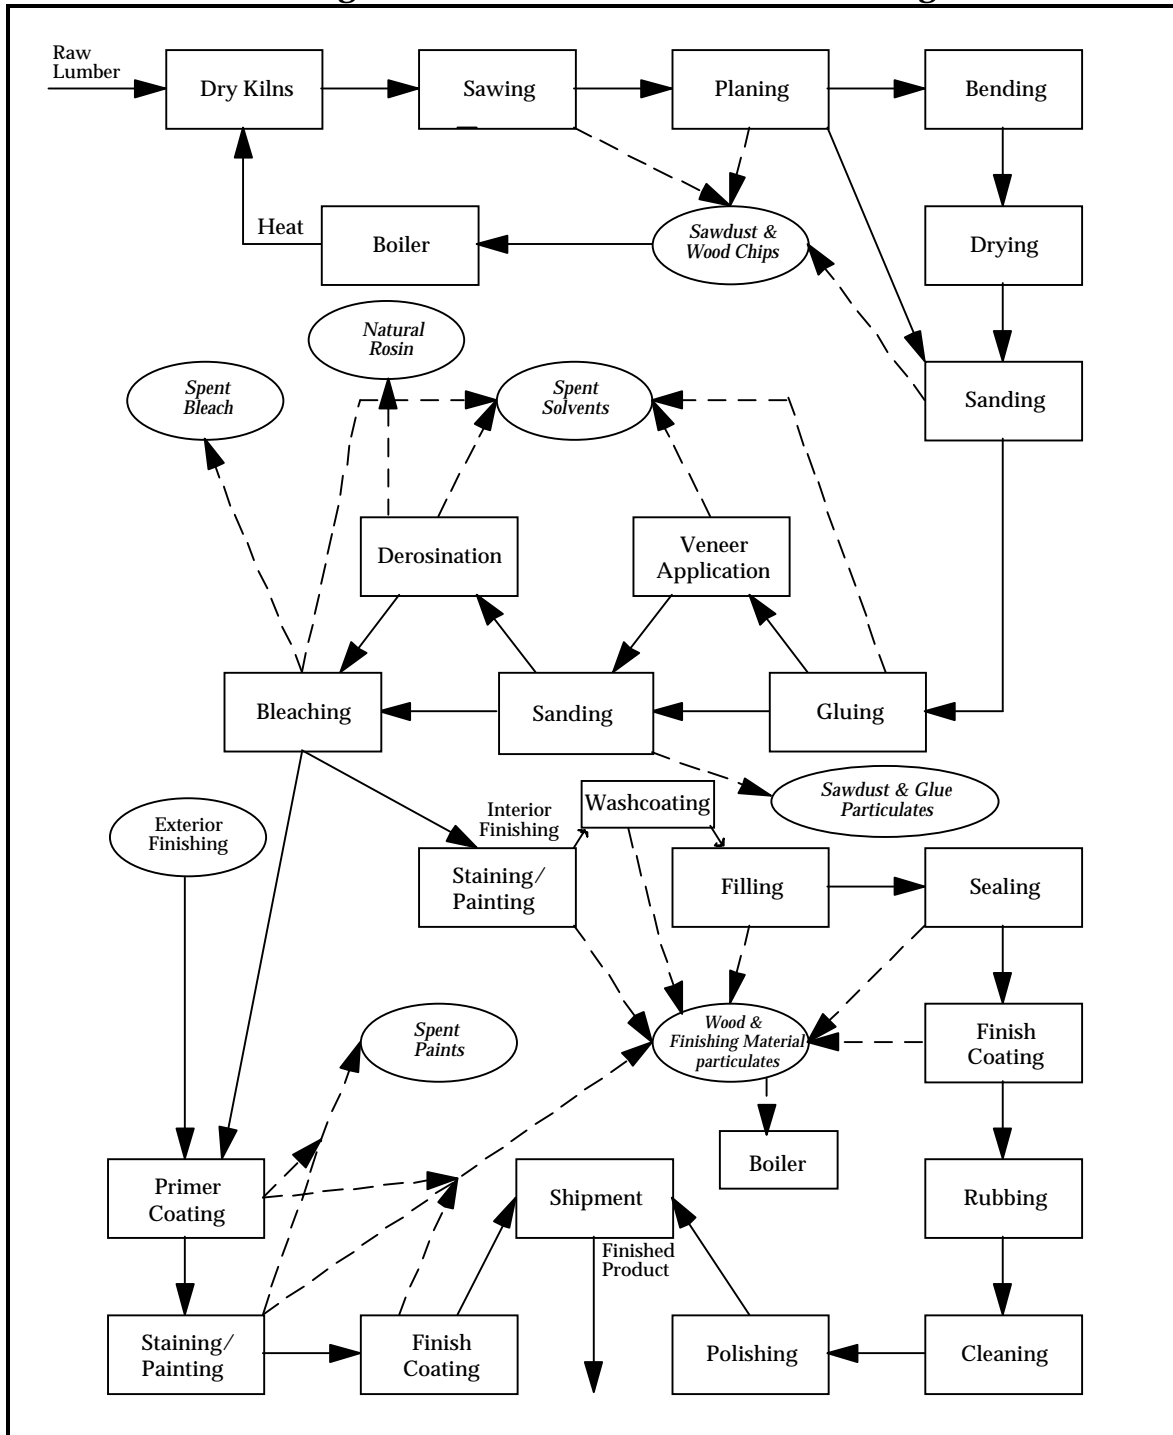 Raw
Lumber
Dry Kilns
Sawing
Planing
Bending
Heat
Boiler
Sawdust &
Wood Chips
Drying
Natural
Rosin
Spent
Bleach
Spent
Solvents
Sanding
Derosination
Veneer
Application
Bleaching
Sanding
Gluing
Sawdust & Glue
Particulates
Washcoating
Interior
Finishing
Exterior
Finishing
Staining/
Painting
Filling
Sealing
Spent
Paints
Wood &
Finishing Material
particulates
Finish
Coating
Boiler
Primer
Coating
Shipment
Rubbing
Finished
Product
Staining/
Painting
Finish
Coating
Polishing
Cleaning